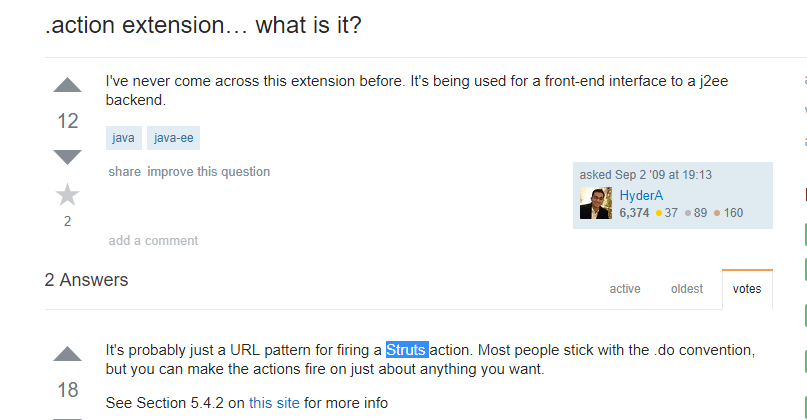 .action extension… what is it?
I've never come across this extension before. It's being used for a front-end interface to a j2ee
backend.
12
java java-ee
share improve this question
asked Sep 2 '09 at 19:13
HyderA
6,374 37 89 160
2
add a comment
2 Answers
active oldest votes
It's probably just a URL pattern for firing a Struts action. Most people stick with the .do convention,
but you can make the actions fire on just about anything you want.
18
See Section 5.4.2 on this site for more info